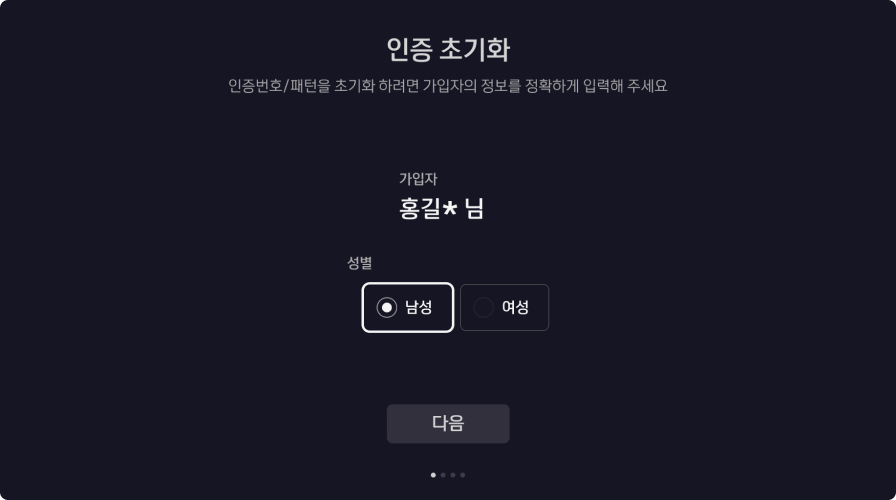 인증 초기화
인증번호/패턴을 초기화 하려면 가입자의 정보를 정확하게 입력해 주세요
가입자
홍길* 님
성별
남성 여성
다음